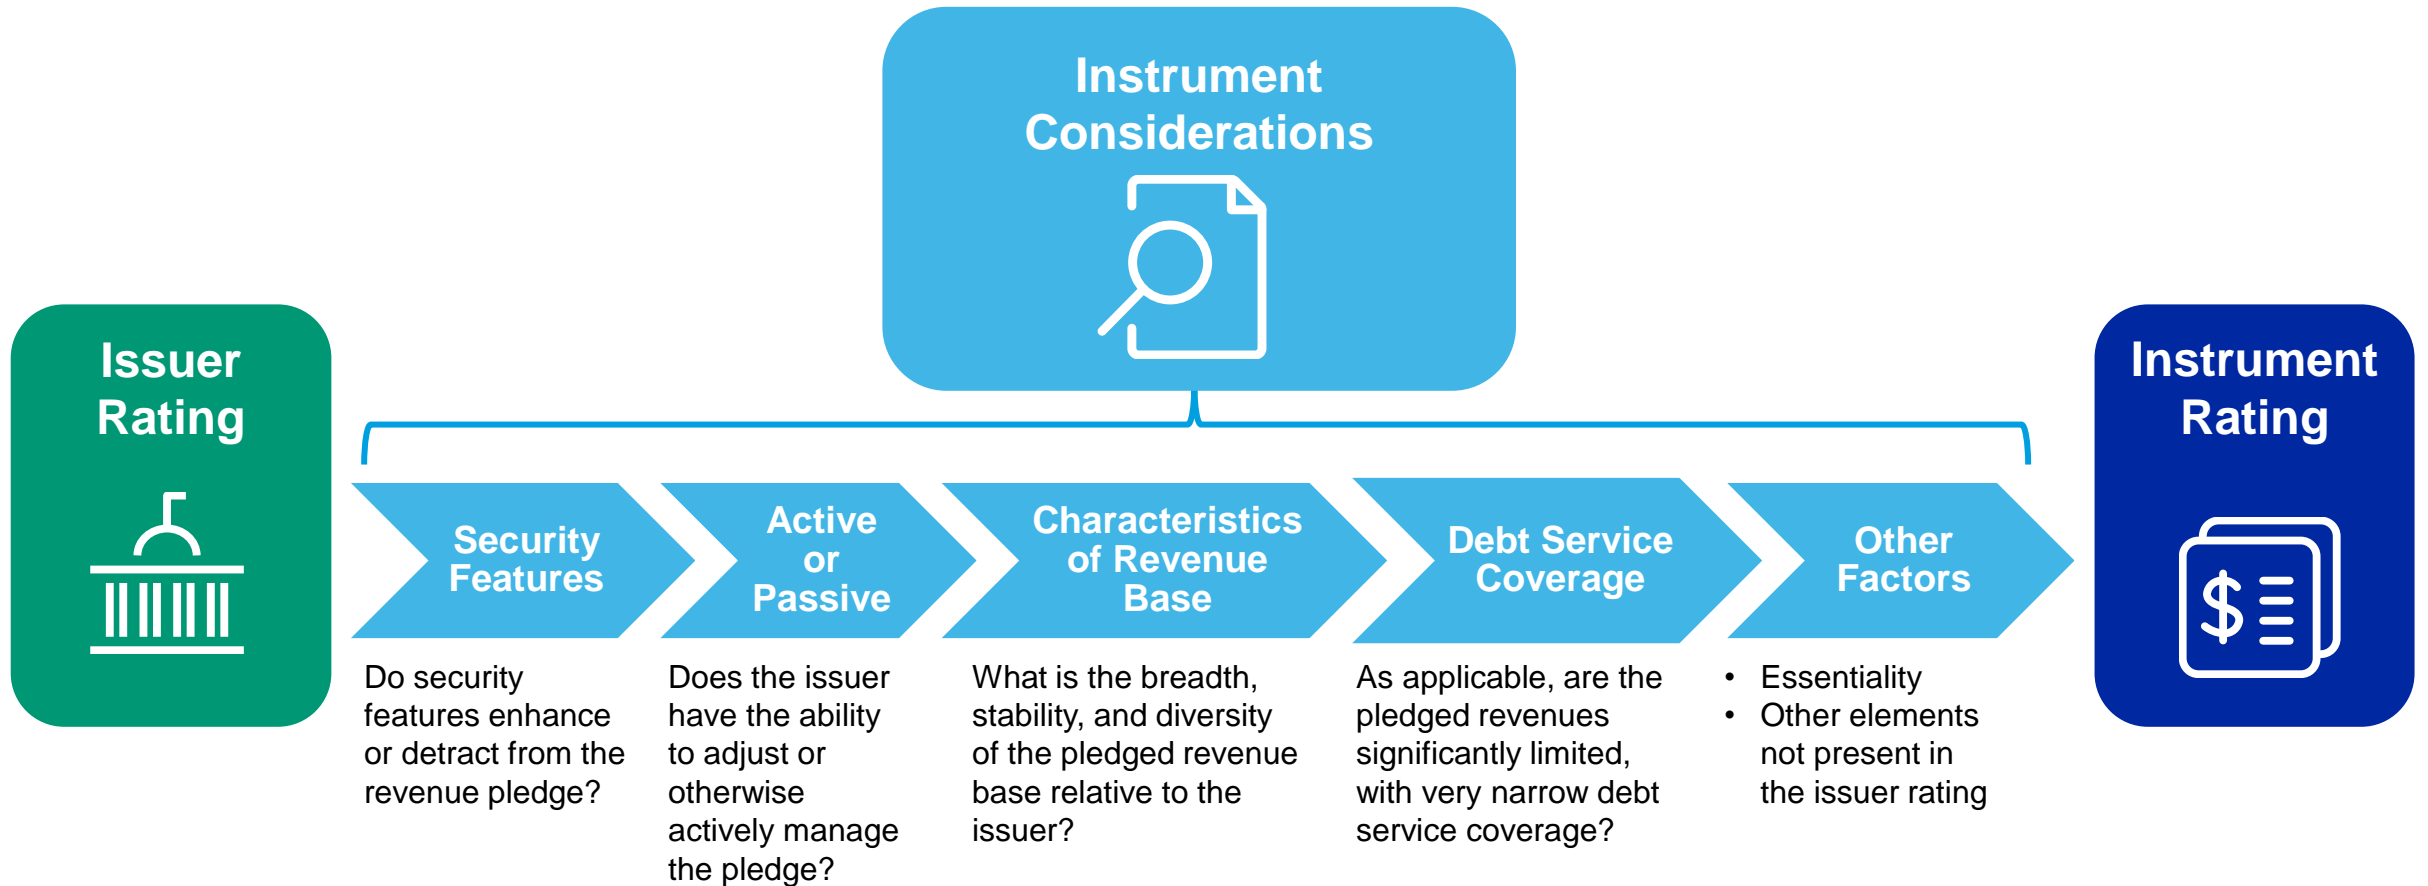 Instrument
Considerations
Issuer
Rating
Instrument
Rating
Security
Features
Active
or
Passive
Characteristics
of Revenue
Base
Debt Service
Coverage
Other
Factors
Do security
features enhance
or detract from the
revenue pledge?
Does the issuer
have the ability
to adjust or
otherwise
actively manage
the pledge?
What is the breadth,
stability, and diversity
of the pledged revenue
base relative to the
issuer?
As applicable, are the
pledged revenues
significantly limited,
with very narrow debt
service coverage?
• Essentiality
• Other elements
not present in
the issuer rating
$